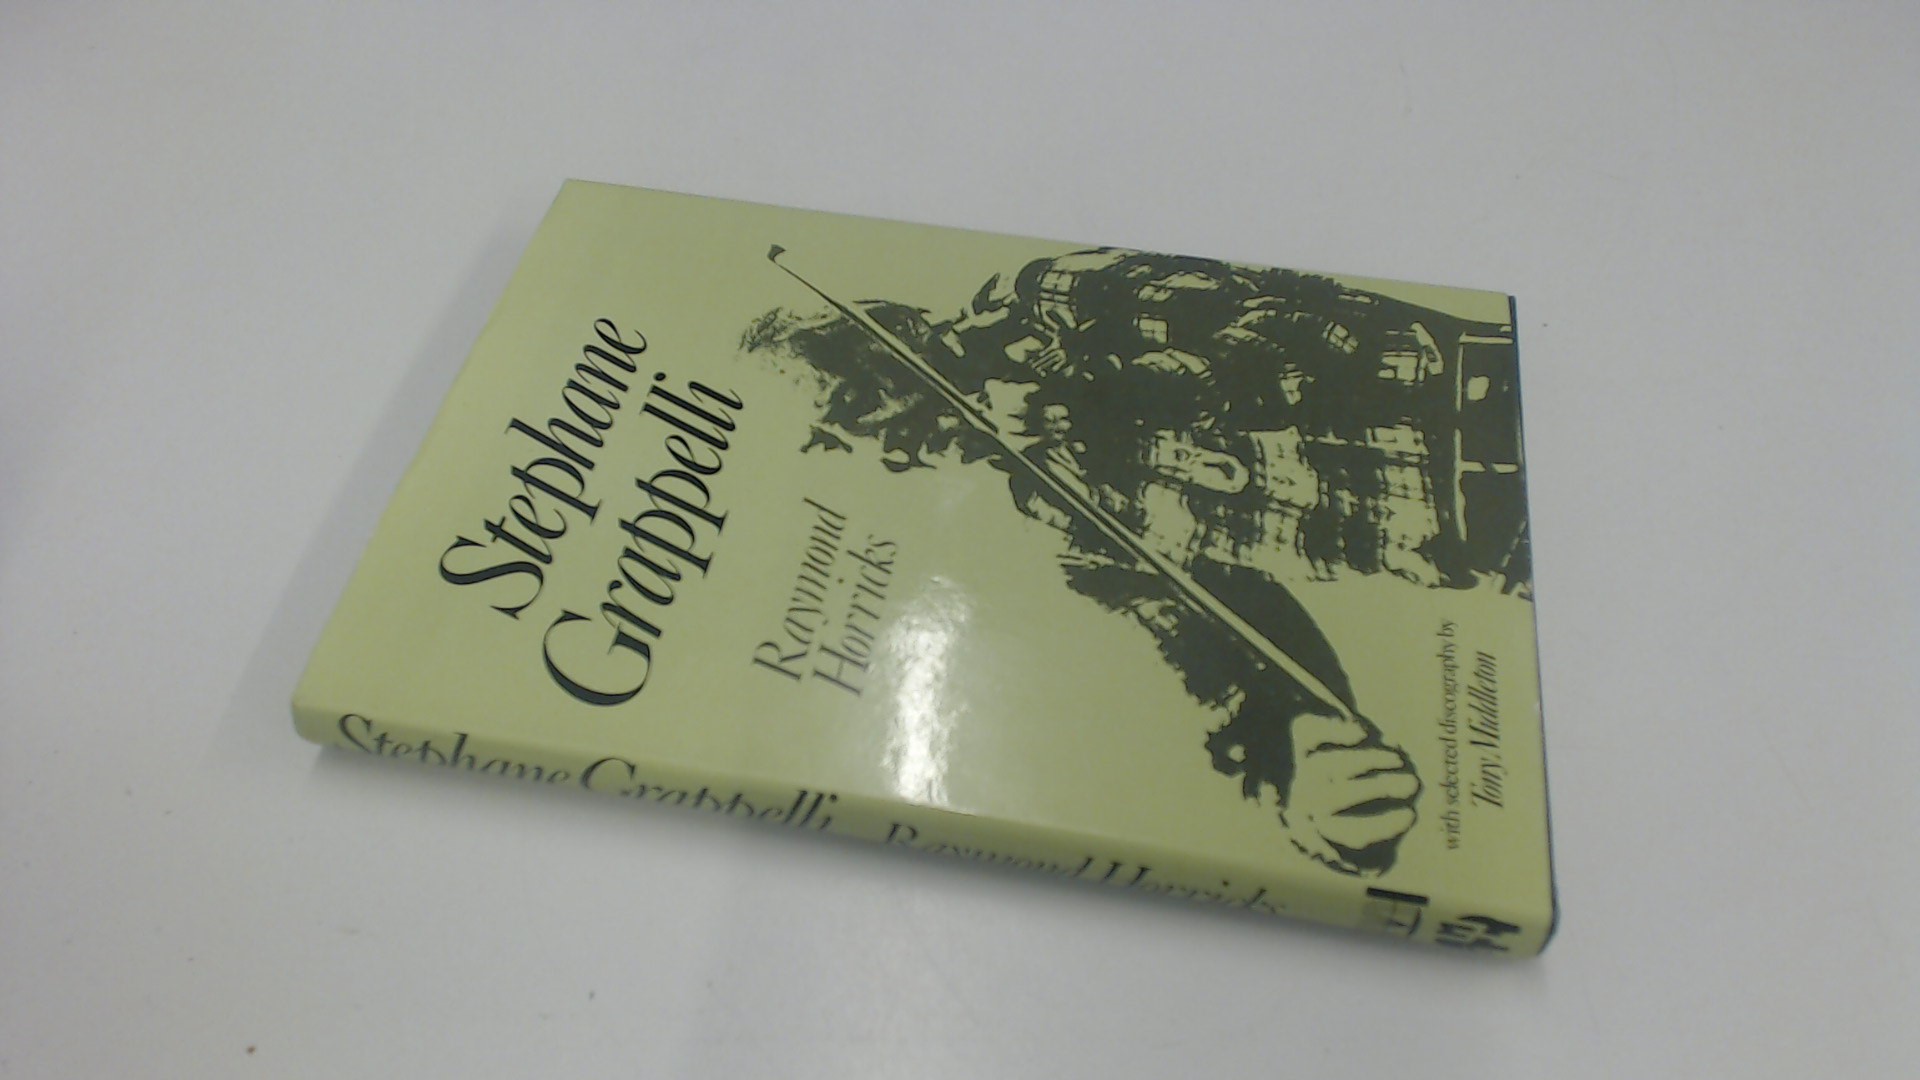 Stephane
Grappelli
Raymond
Horricks
with selected discography by
Tony Middleton
Stephane Grappelli Raymond Horricks